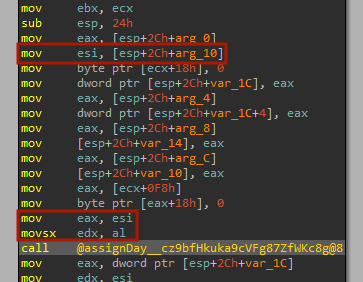 mov ebx, ecx
sub esp, 24h
mov eax, [esp+2Ch+arg_0]
mov esi, [esp+2Ch+arg_10]
mov byte ptr [ecx+18h], 0
mov dword ptr [esp+2Ch+var_1C], eax
mov eax, [esp+2Ch+arg_4]
mov dword ptr [esp+2Ch+var_1C+4], eax
mov eax, [esp+2Ch+arg_8]
mov [esp+2Ch+var_14], eax
mov eax, [esp+2Ch+arg_C]
mov [esp+2Ch+var_10], eax
mov eax, [ecx+0F8h]
mov byte ptr [eax+18h], 0
mov eax, esi
movsx edx, al
call @assignDay__cz9bfHkuka9cVFg87ZfWKc8g@8
mov eax, dword ptr [esp+2Ch+var_1C]
mov edx, esi